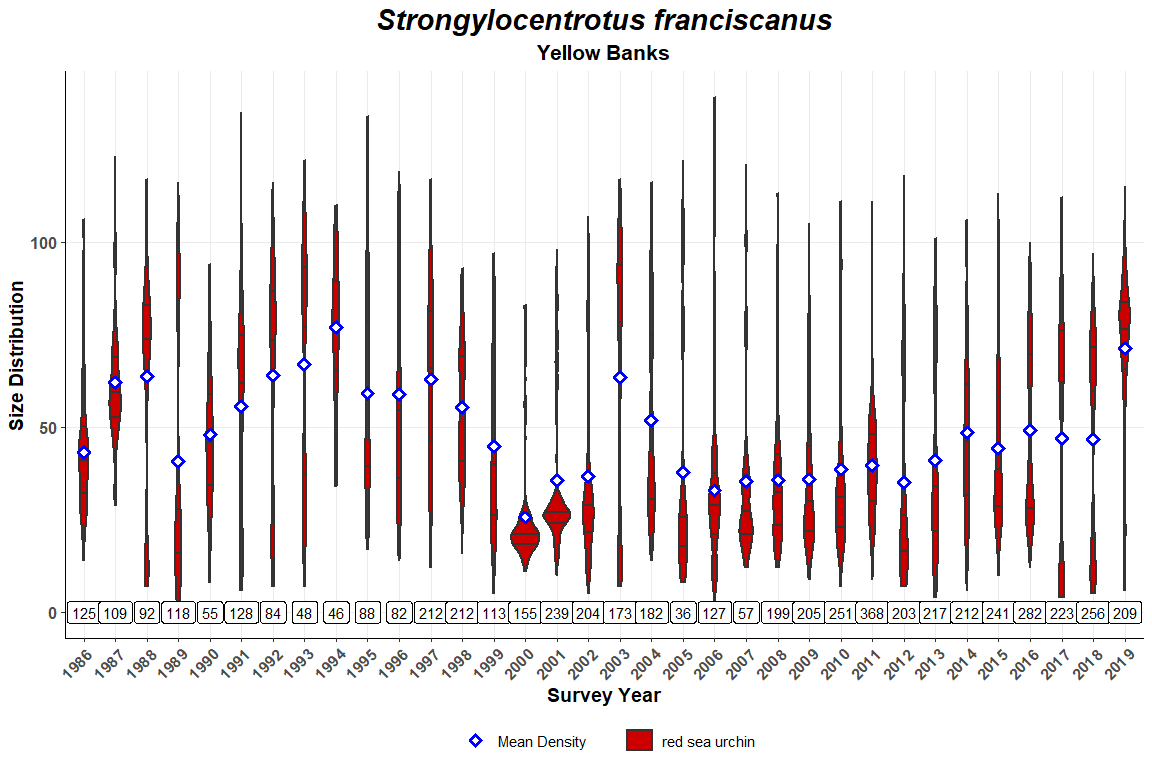 Strongylocentrotus franciscanus
Yellow Banks
Size Distribution
100
50
0
125 109 92 118 55 128 84 48 46 88 82 212 212 113 155 239 204 173 182 36 127 57 199 205 251 368 203 217 212 241 282 223 256 209
1986 1987 1988 1989 1990 1991 1992 1993 1994 1995 1996 1997 1998 1999 2000 2001 2002 2003 2004 2005 2006 2007 2008 2009 2010 2011 2012 2013 2014 2015 2016 2017 2018 2019
Survey Year
Mean Density red sea urchin